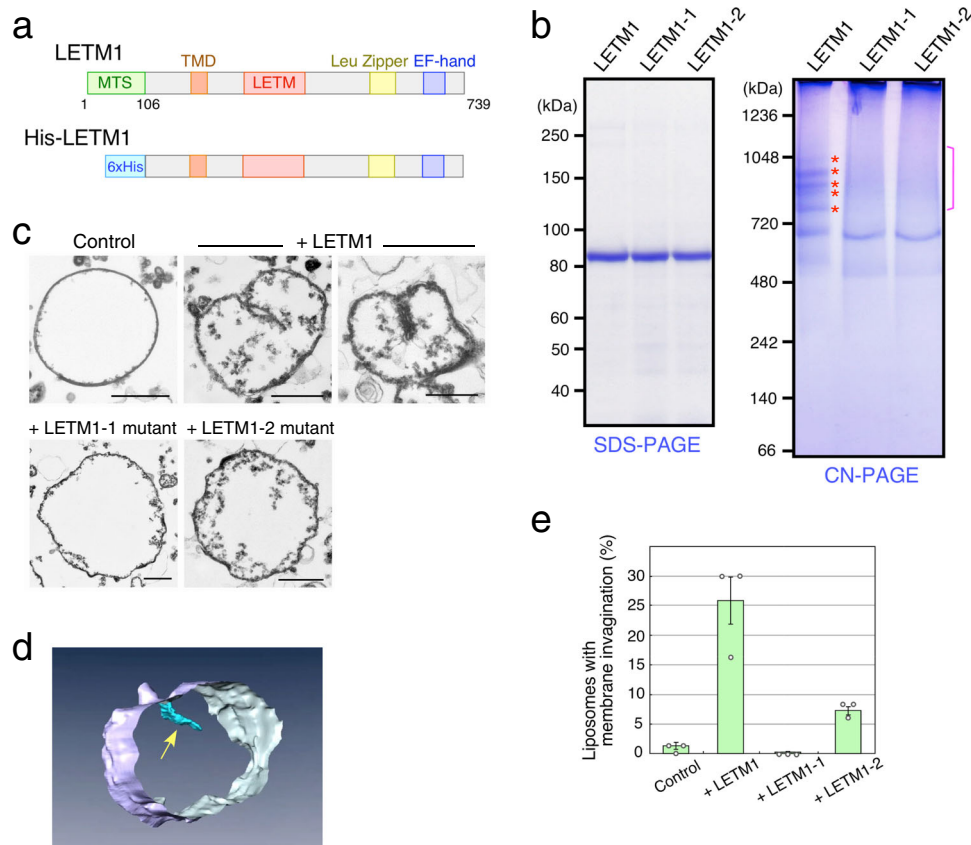 a
LETM1
TMD
Leu Zipper
EF-hand
MTS
LETM
1
106
739
His-LETM1
6xHis
b
LETM1
LETM1-1
LETM1-2
(kDa)
250
150
100
80
60
50
40
SDS-PAGE
LETM1
LETM1-1
LETM1-2
(kDa)
1236
1048
720
480
242
140
66
*
*
*
*
*
CN-PAGE
c
Control
+ LETM1
+ LETM1-1 mutant
+ LETM1-2 mutant
d
e
Liposomes with
membrane invagination (%)
30
25
20
15
10
5
0
Control
+ LETM1
+ LETM1-1
+ LETM1-2